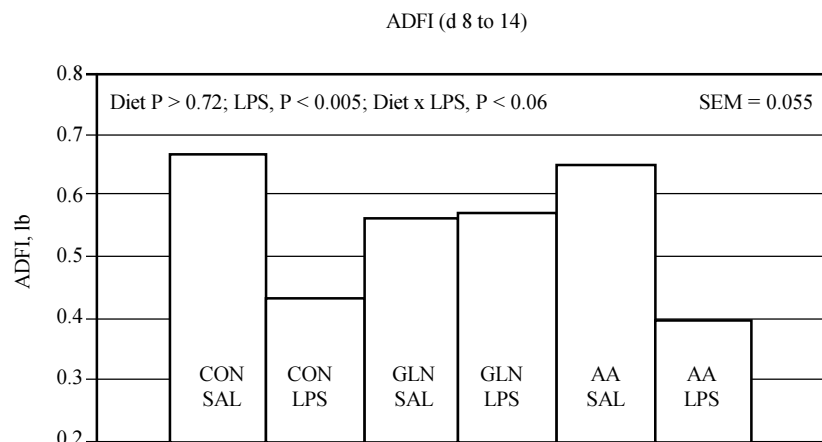 ADFI (d 8 to 14)
0.8
Diet P > 0.72; LPS, P < 0.005; Diet x LPS, P < 0.06 SEM = 0.055
0.7
0.6
0.5
0.4
0.3
0.2
ADFI, lb
CON SAL
CON LPS
GLN SAL
GLN LPS
AA SAL
AA LPS